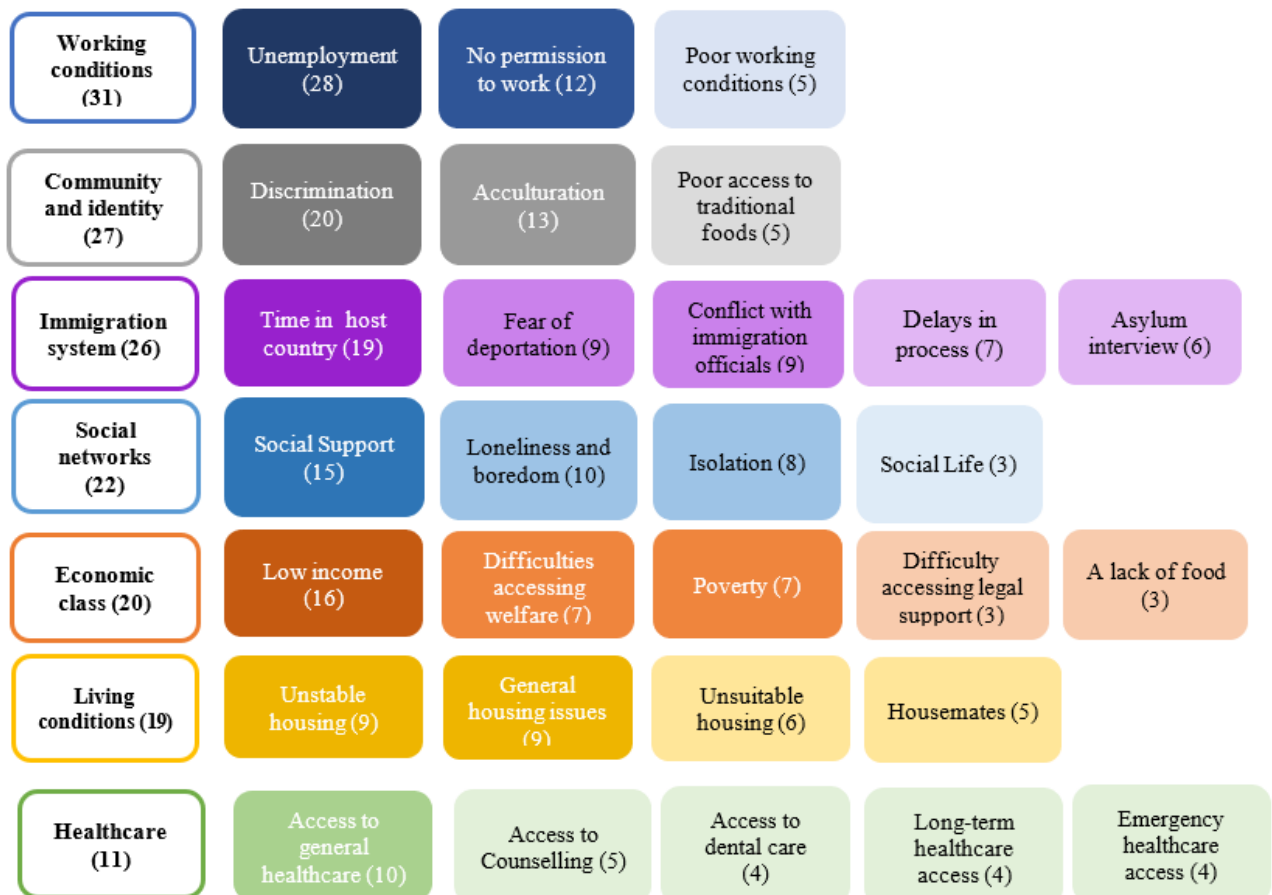 Working
conditions
(31)
Unemployment
(28)
No permission
to work (12)
Poor working
conditions (5)
Community
and identity
(27)
Discrimination
(20)
Acculturation
(13)
Poor access to
traditional
foods (5)
Immigration
system (26)
Time in host
country (19)
Fear of
deportation (9)
Conflict with
immigration
officials (9)
Delays in
process (7)
Asylum
interview (6)
Social
networks
(22)
Social Support
(15)
Loneliness and
boredom (10)
Isolation (8)
Social Life (3)
Economic
class (20)
Low income
(16)
Difficulties
accessing
welfare (7)
Poverty (7)
Difficulty
accessing legal
support (3)
A lack of food
(3)
Living
conditions (19)
Unstable
housing (9)
General
housing issues
(9)
Unsuitable
housing (6)
Housemates (5)
Healthcare
(11)
Access to
general
healthcare (10)
Access to
Counselling (5)
Access to
dental care
(4)
Long-term
healthcare
access (4)
Emergency
healthcare
access (4)